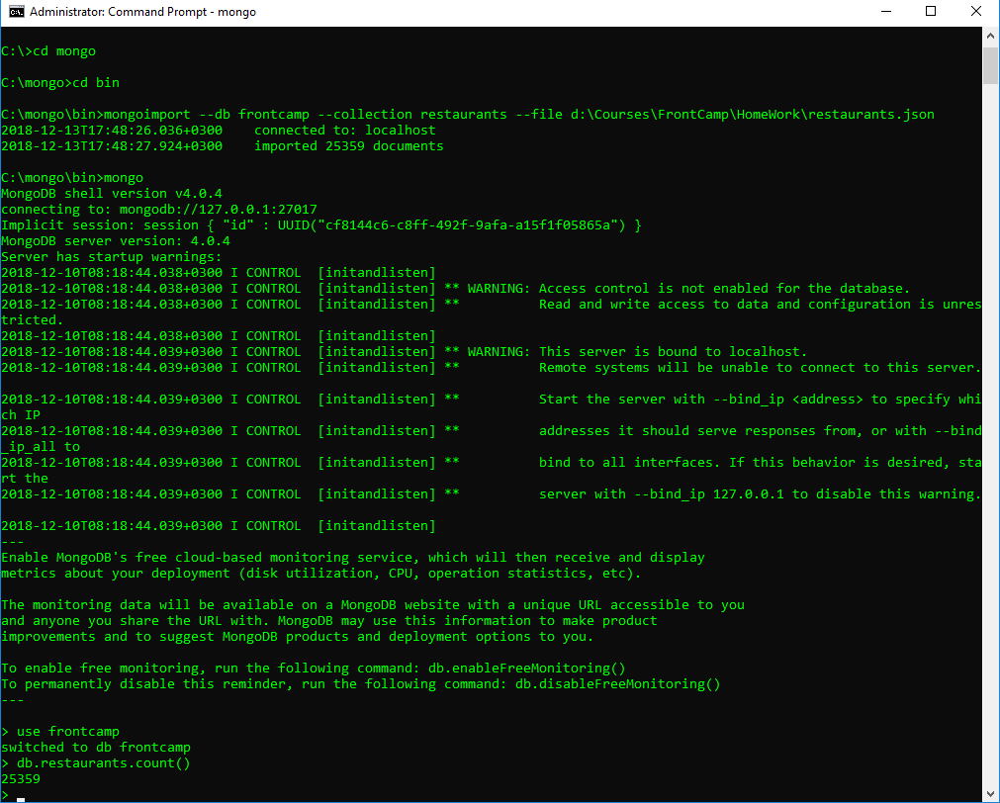 Administrator: Command Prompt - mongo
C:\>cd mongo
C:\mongo>cd bin
C:\mongo\bin>mongoimport --db frontcamp --collection restaurants --file d:\Courses\FrontCamp\HomeWork\restaurants.json
2018-12-13T17:48:26.036+0300    connected to: localhost
2018-12-13T17:48:27.924+0300    imported 25359 documents
C:\mongo\bin>mongo
MongoDB shell version v4.0.4
connecting to: mongodb://127.0.0.1:27017
Implicit session: session { "id" : UUID("cf8144c6-c8ff-492f-9afa-a15f1f05865a") }
MongoDB server version: 4.0.4
Server has startup warnings:
2018-12-10T08:18:44.038+0300 I CONTROL  [initandlisten]
2018-12-10T08:18:44.038+0300 I CONTROL  [initandlisten] ** WARNING: Access control is not enabled for the database.
2018-12-10T08:18:44.038+0300 I CONTROL  [initandlisten] **          Read and write access to data and configuration is unres
tricted.
2018-12-10T08:18:44.038+0300 I CONTROL  [initandlisten]
2018-12-10T08:18:44.039+0300 I CONTROL  [initandlisten] ** WARNING: This server is bound to localhost.
2018-12-10T08:18:44.039+0300 I CONTROL  [initandlisten] **          Remote systems will be unable to connect to this server.
2018-12-10T08:18:44.039+0300 I CONTROL  [initandlisten] **          Start the server with --bind_ip <address> to specify whi
ch IP
2018-12-10T08:18:44.039+0300 I CONTROL  [initandlisten] **          addresses it should serve responses from, or with --bind
_ip_all to
2018-12-10T08:18:44.039+0300 I CONTROL  [initandlisten] **          bind to all interfaces. If this behavior is desired, sta
rt the
2018-12-10T08:18:44.039+0300 I CONTROL  [initandlisten] **          server with --bind_ip 127.0.0.1 to disable this warning.
2018-12-10T08:18:44.039+0300 I CONTROL  [initandlisten]
---
Enable MongoDB's free cloud-based monitoring service, which will then receive and display
metrics about your deployment (disk utilization, CPU, operation statistics, etc).
The monitoring data will be available on a MongoDB website with a unique URL accessible to you
and anyone you share the URL with. MongoDB may use this information to make product
improvements and to suggest MongoDB products and deployment options to you.
To enable free monitoring, run the following command: db.enableFreeMonitoring()
To permanently disable this reminder, run the following command: db.disableFreeMonitoring()
---
> use frontcamp
switched to db frontcamp
> db.restaurants.count()
25359
> _